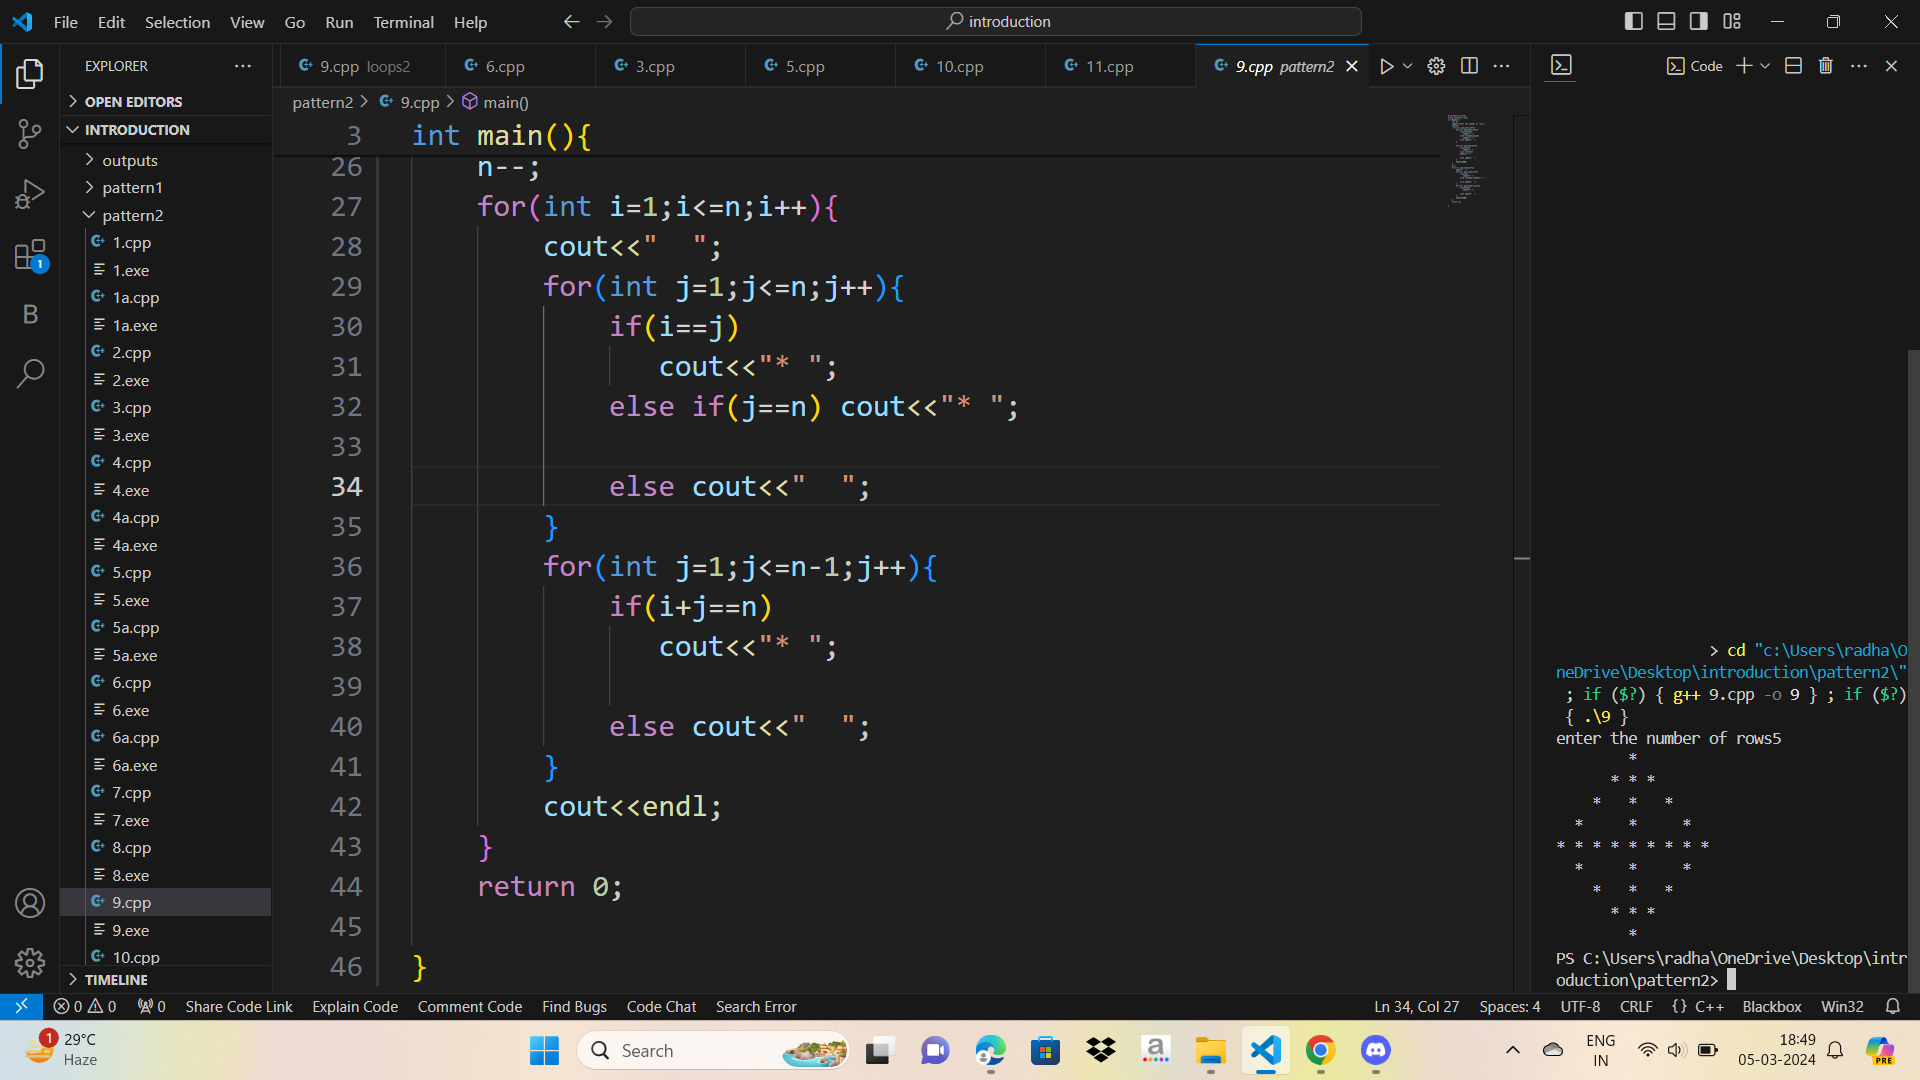 File Edit Selection View Go Run Terminal Help
introduction
EXPLORER
OPEN EDITORS
INTRODUCTION
outputs
pattern1
pattern2
1.cpp
1.exe
1a.cpp
1a.exe
2.cpp
2.exe
3.cpp
3.exe
4.cpp
4.exe
4a.cpp
4a.exe
5.cpp
5.exe
5a.cpp
5a.exe
6.cpp
6.exe
6a.cpp
6a.exe
7.cpp
7.exe
8.cpp
8.exe
9.cpp
9.exe
10.cpp
TIMELINE
9.cpp loops2 6.cpp 3.cpp 5.cpp 10.cpp 11.cpp 9.cpp pattern2
pattern2 > 9.cpp > main()
3 int main(){
26 n--;
27 for(int i=1;i<=n;i++){
28 cout<<"  ";
29 for(int j=1;j<=n;j++){
30 if(i==j)
31 cout<<"* ";
32 else if(j==n) cout<<"* ";
33
34 else cout<<"  ";
35 }
36 for(int j=1;j<=n-1;j++){
37 if(i+j==n)
38 cout<<"* ";
39
40 else cout<<"  ";
41 }
42 cout<<endl;
43 }
44 return 0;
45
46 }
Code
> cd "c:\Users\radha\O
neDrive\Desktop\introduction\pattern2\"
; if ($?) { g++ 9.cpp -o 9 } ; if ($?)
{ .\9 }
enter the number of rows5
        *
      * * *
    *   *   *
  *     *     *
* * * * * * * * *
  *     *     *
    *   *   *
      * * *
        *
PS C:\Users\radha\OneDrive\Desktop\intr
oduction\pattern2>
0 0 0 Share Code Link Explain Code Comment Code Find Bugs Code Chat Search Error Ln 34, Col 27 Spaces: 4 UTF-8 CRLF {} C++ Blackbox Win32
1 29°C
Haze
Search
ENG
IN
18:49
05-03-2024
PRE